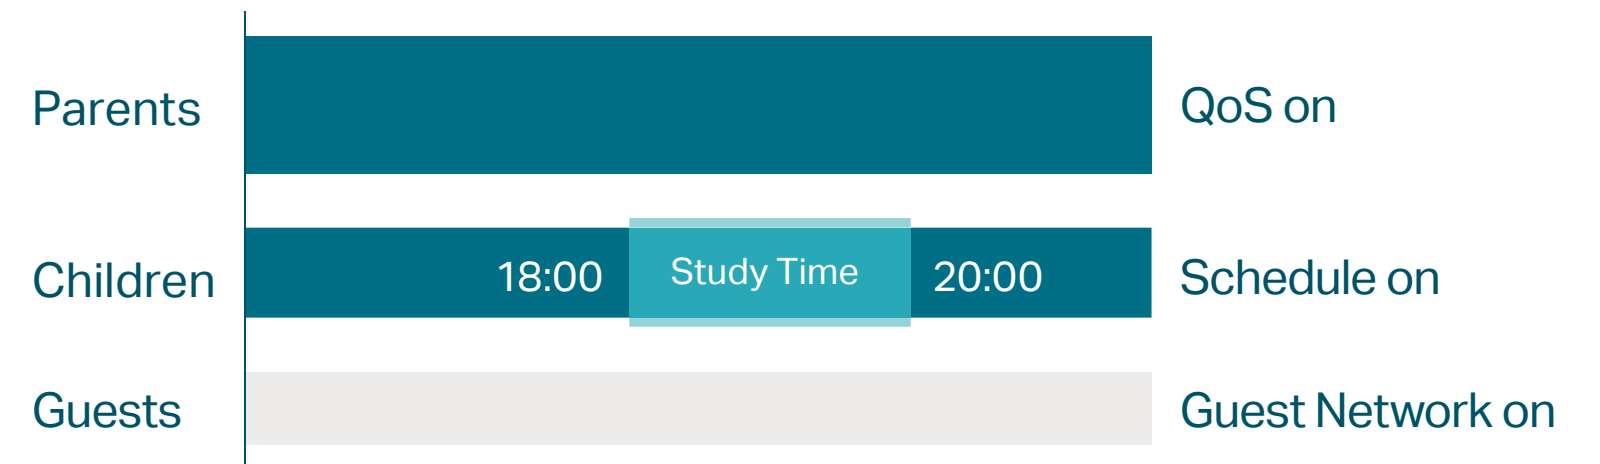 Parents
QoS on
Children
18:00
Study Time
20:00
Schedule on
Guests
Guest Network on